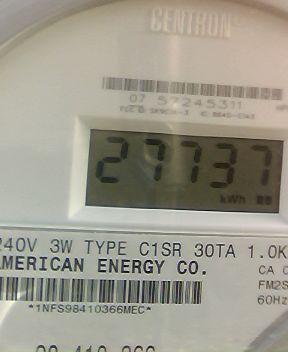 CENTRON
07 57245311
27737
kWh
240V 3W TYPE C1SR 30TA 1.0K
AMERICAN ENERGY CO.
CA
FM2S
60Hz
*1NFS98410366MEC*